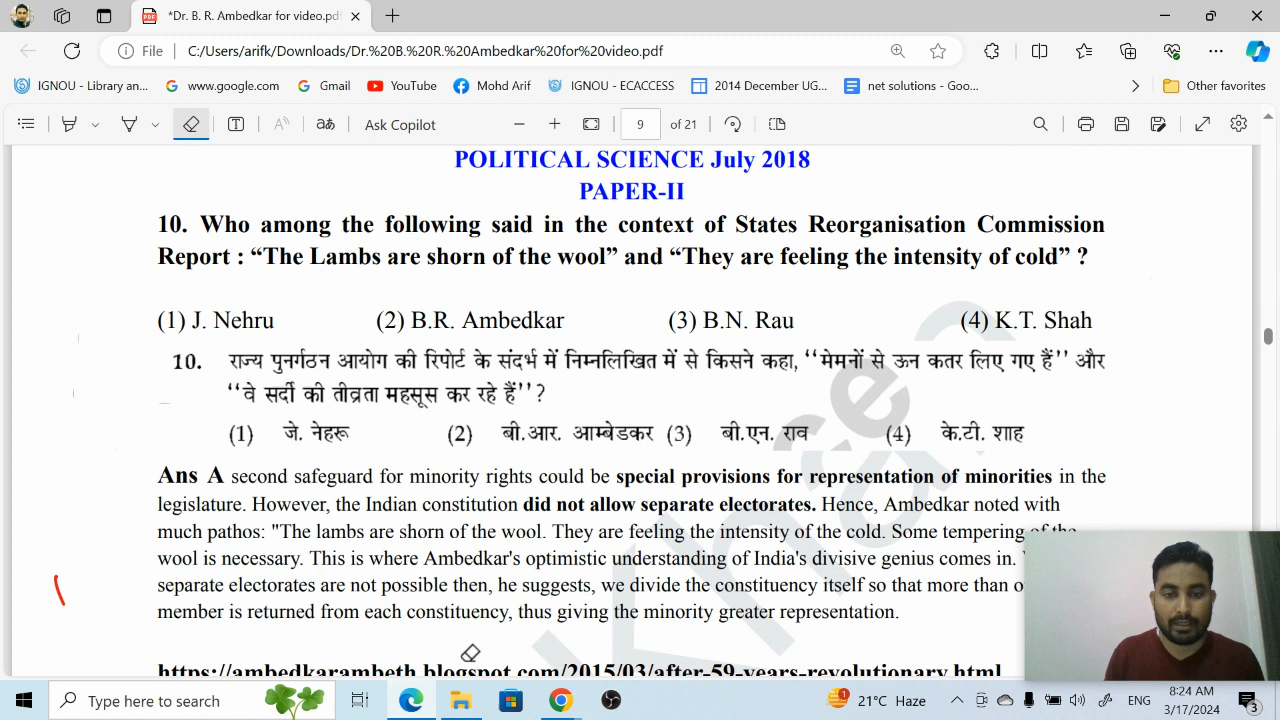 *Dr. B. R. Ambedkar for video.pdf
File C:/Users/arifk/Downloads/Dr.%20B.%20R.%20Ambedkar%20for%20video.pdf
IGNOU - Library an... www.google.com Gmail YouTube Mohd Arif IGNOU - ECACCESS 2014 December UG... net solutions - Goo... Other favorites
Ask Copilot 9 of 21
POLITICAL SCIENCE July 2018
PAPER-II
10. Who among the following said in the context of States Reorganisation Commission
Report : “The Lambs are shorn of the wool” and “They are feeling the intensity of cold” ?
(1) J. Nehru (2) B.R. Ambedkar (3) B.N. Rau (4) K.T. Shah
10. राज्य पुनर्गठन आयोग की रिपोर्ट के संदर्भ में निम्नलिखित में से किसने कहा, “मेमनों से ऊन कतर लिए गए हैं” और
“वे सर्दी की तीव्रता महसूस कर रहे हैं”?
(1) जे. नेहरू (2) बी.आर. आम्बेडकर (3) बी.एन. राव (4) के.टी. शाह
Ans A second safeguard for minority rights could be special provisions for representation of minorities in the
legislature. However, the Indian constitution did not allow separate electorates. Hence, Ambedkar noted with
much pathos: "The lambs are shorn of the wool. They are feeling the intensity of the cold. Some tempering of the
wool is necessary. This is where Ambedkar's optimistic understanding of India's divisive genius comes in.
separate electorates are not possible then, he suggests, we divide the constituency itself so that more than
member is returned from each constituency, thus giving the minority greater representation.
https://ambedkarambeth.blogspot.com/2015/03/after-59-years-revolutionary.html
Type here to search 21°C Haze ENG 8:24 AM
3/17/2024